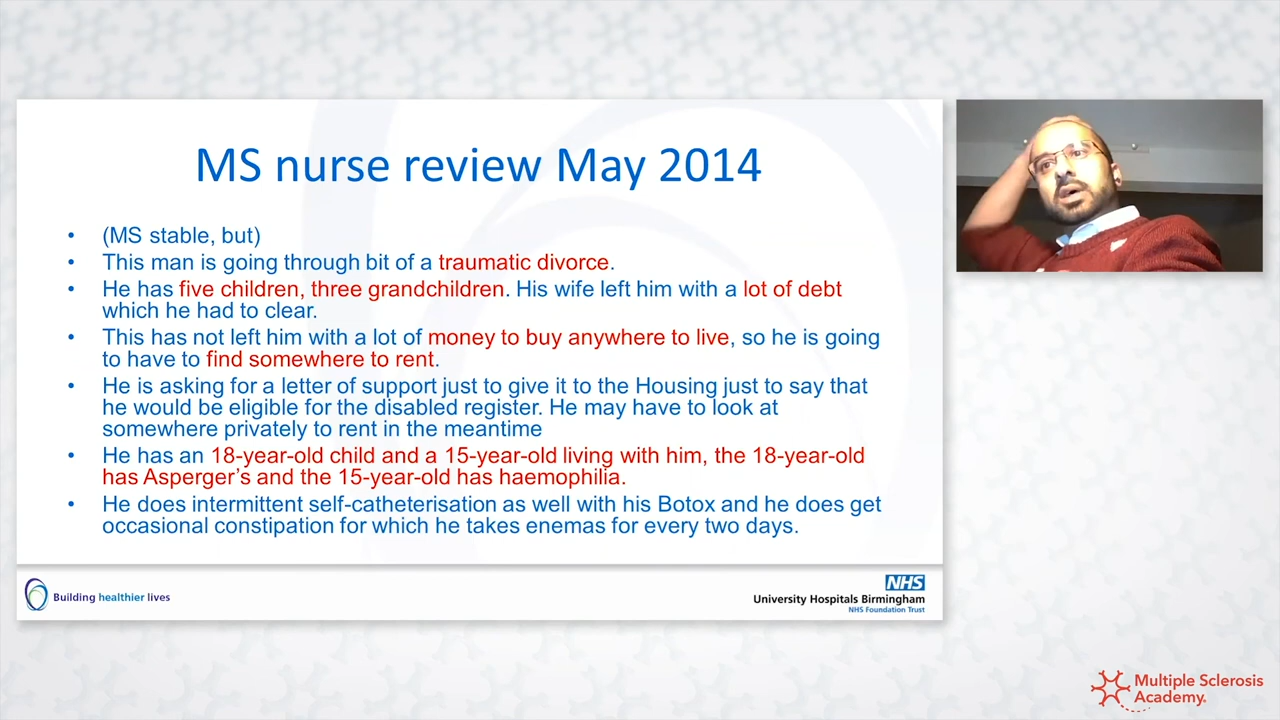 MS nurse review May 2014
• (MS stable, but)
• This man is going through bit of a traumatic divorce.
• He has five children, three grandchildren. His wife left him with a lot of debt
which he had to clear.
• This has not left him with a lot of money to buy anywhere to live, so he is going
to have to find somewhere to rent.
• He is asking for a letter of support just to give it to the Housing just to say that
he would be eligible for the disabled register. He may have to look at
somewhere privately to rent in the meantime
• He has an 18-year-old child and a 15-year-old living with him, the 18-year-old
has Asperger’s and the 15-year-old has haemophilia.
• He does intermittent self-catheterisation as well with his Botox and he does get
occasional constipation for which he takes enemas for every two days.
Building healthier lives
NHS
University Hospitals Birmingham
NHS Foundation Trust
Multiple Sclerosis
Academy.